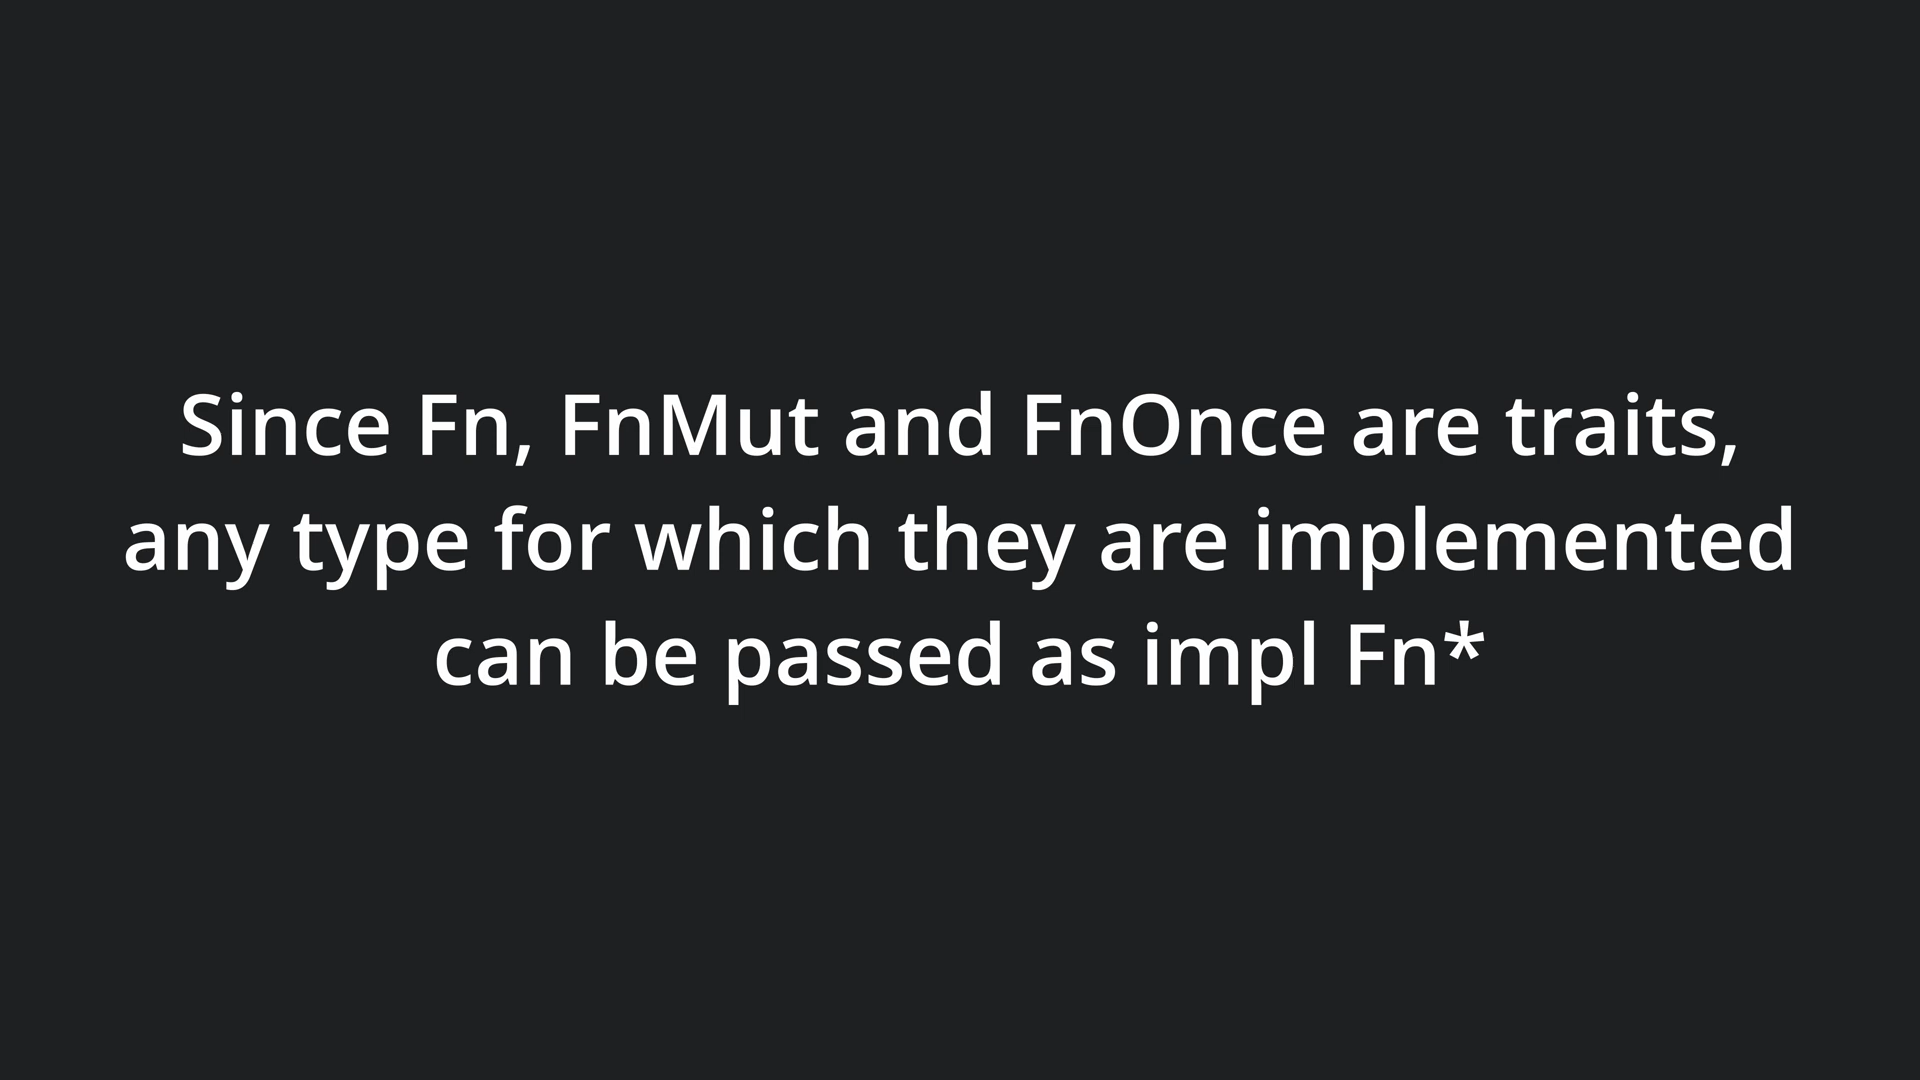 Since Fn, FnMut and FnOnce are traits,
any type for which they are implemented
can be passed as impl Fn*